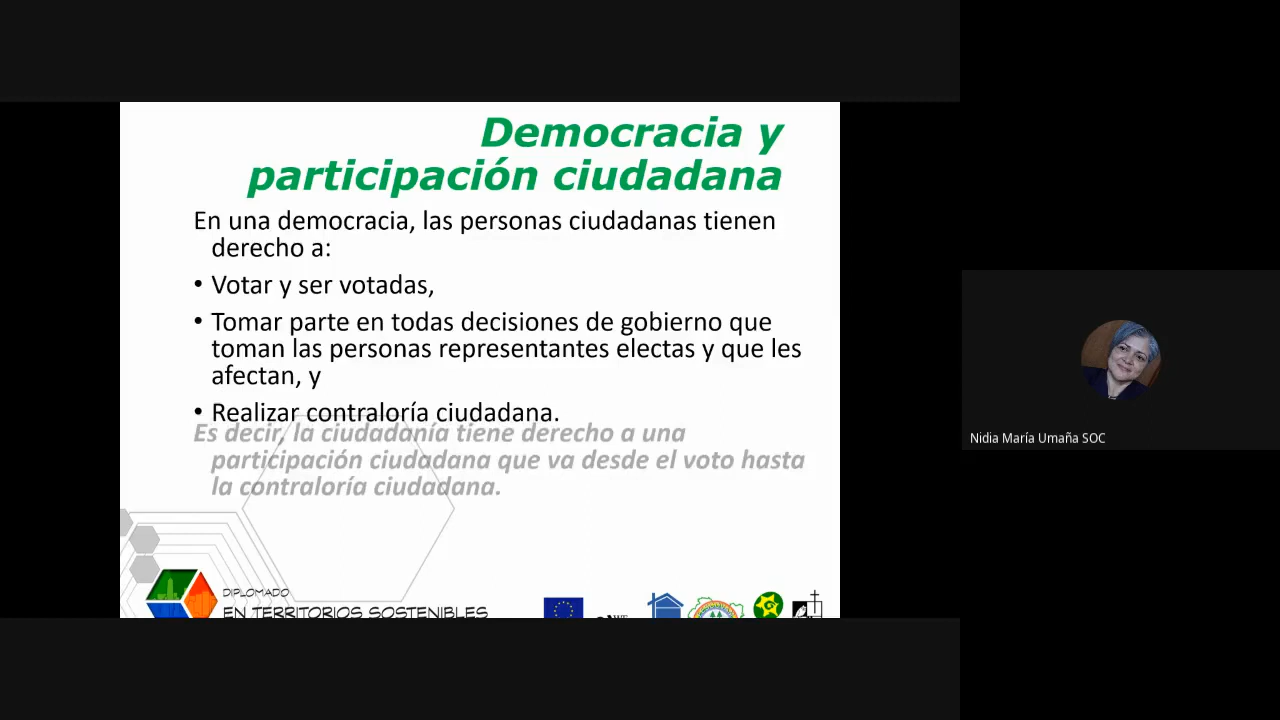 Democracia y
participación ciudadana
En una democracia, las personas ciudadanas tienen
derecho a:
• Votar y ser votadas,
• Tomar parte en todas decisiones de gobierno que
toman las personas representantes electas y que les
afectan, y
• Realizar contraloría ciudadana.
Es decir, la ciudadanía tiene derecho a una
participación ciudadana que va desde el voto hasta
la contraloría ciudadana.
DIPLOMADO
EN TERRITORIOS SOSTENIBLES
Nidia María Umaña SOC